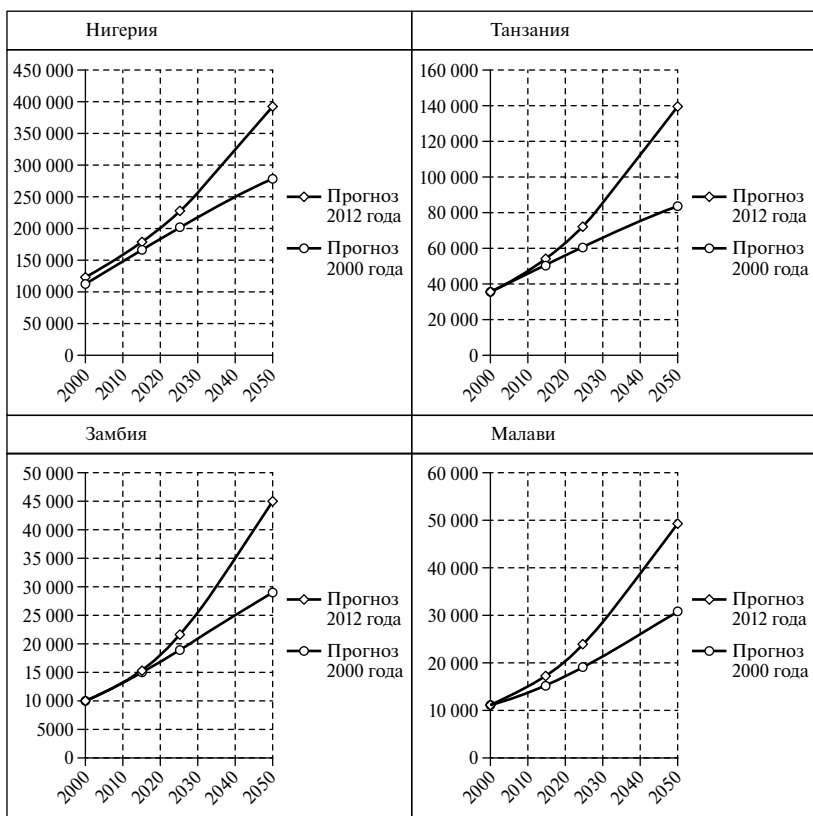 Нигерия
450 000
400 000
350 000
300 000
250 000
200 000
150 000
100 000
50 000
0
2000 2010 2020 2030 2040 2050
Прогноз
2012 года
Прогноз
2000 года
Танзания
160 000
140 000
120 000
100 000
80 000
60 000
40 000
20 000
0
2000 2010 2020 2030 2040 2050
Прогноз
2012 года
Прогноз
2000 года
Замбия
50 000
45 000
40 000
35 000
30 000
25 000
20 000
15 000
10 000
5000
0
2000 2010 2020 2030 2040 2050
Прогноз
2012 года
Прогноз
2000 года
Малави
60 000
50 000
40 000
30 000
20 000
10 000
0
2000 2010 2020 2030 2040 2050
Прогноз
2012 года
Прогноз
2000 года